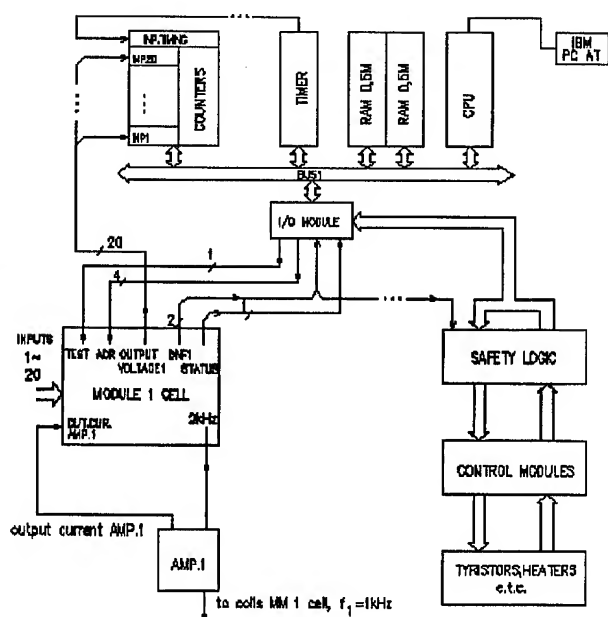 INP.TIMING
INP.20
INP.1
COUNTERS
TIMER
RAM 0,5M
RAM 0,5M
CPU
IBM
PC AT
BUS1
I/O MODULE
20
1
4
2
1
INPUTS
1~
20
TEST ADR OUTPUT BNF1
VOLTAGE1 STATUS
MODULE 1 CELL
2kHz
OUT.CUR.
AMP.1
SAFETY LOGIC
CONTROL MODULES
output current AMP.1
AMP.1
TYRISTORS,HEATERS
e.t.c.
to coils MM 1 cell, f₁=1kHz